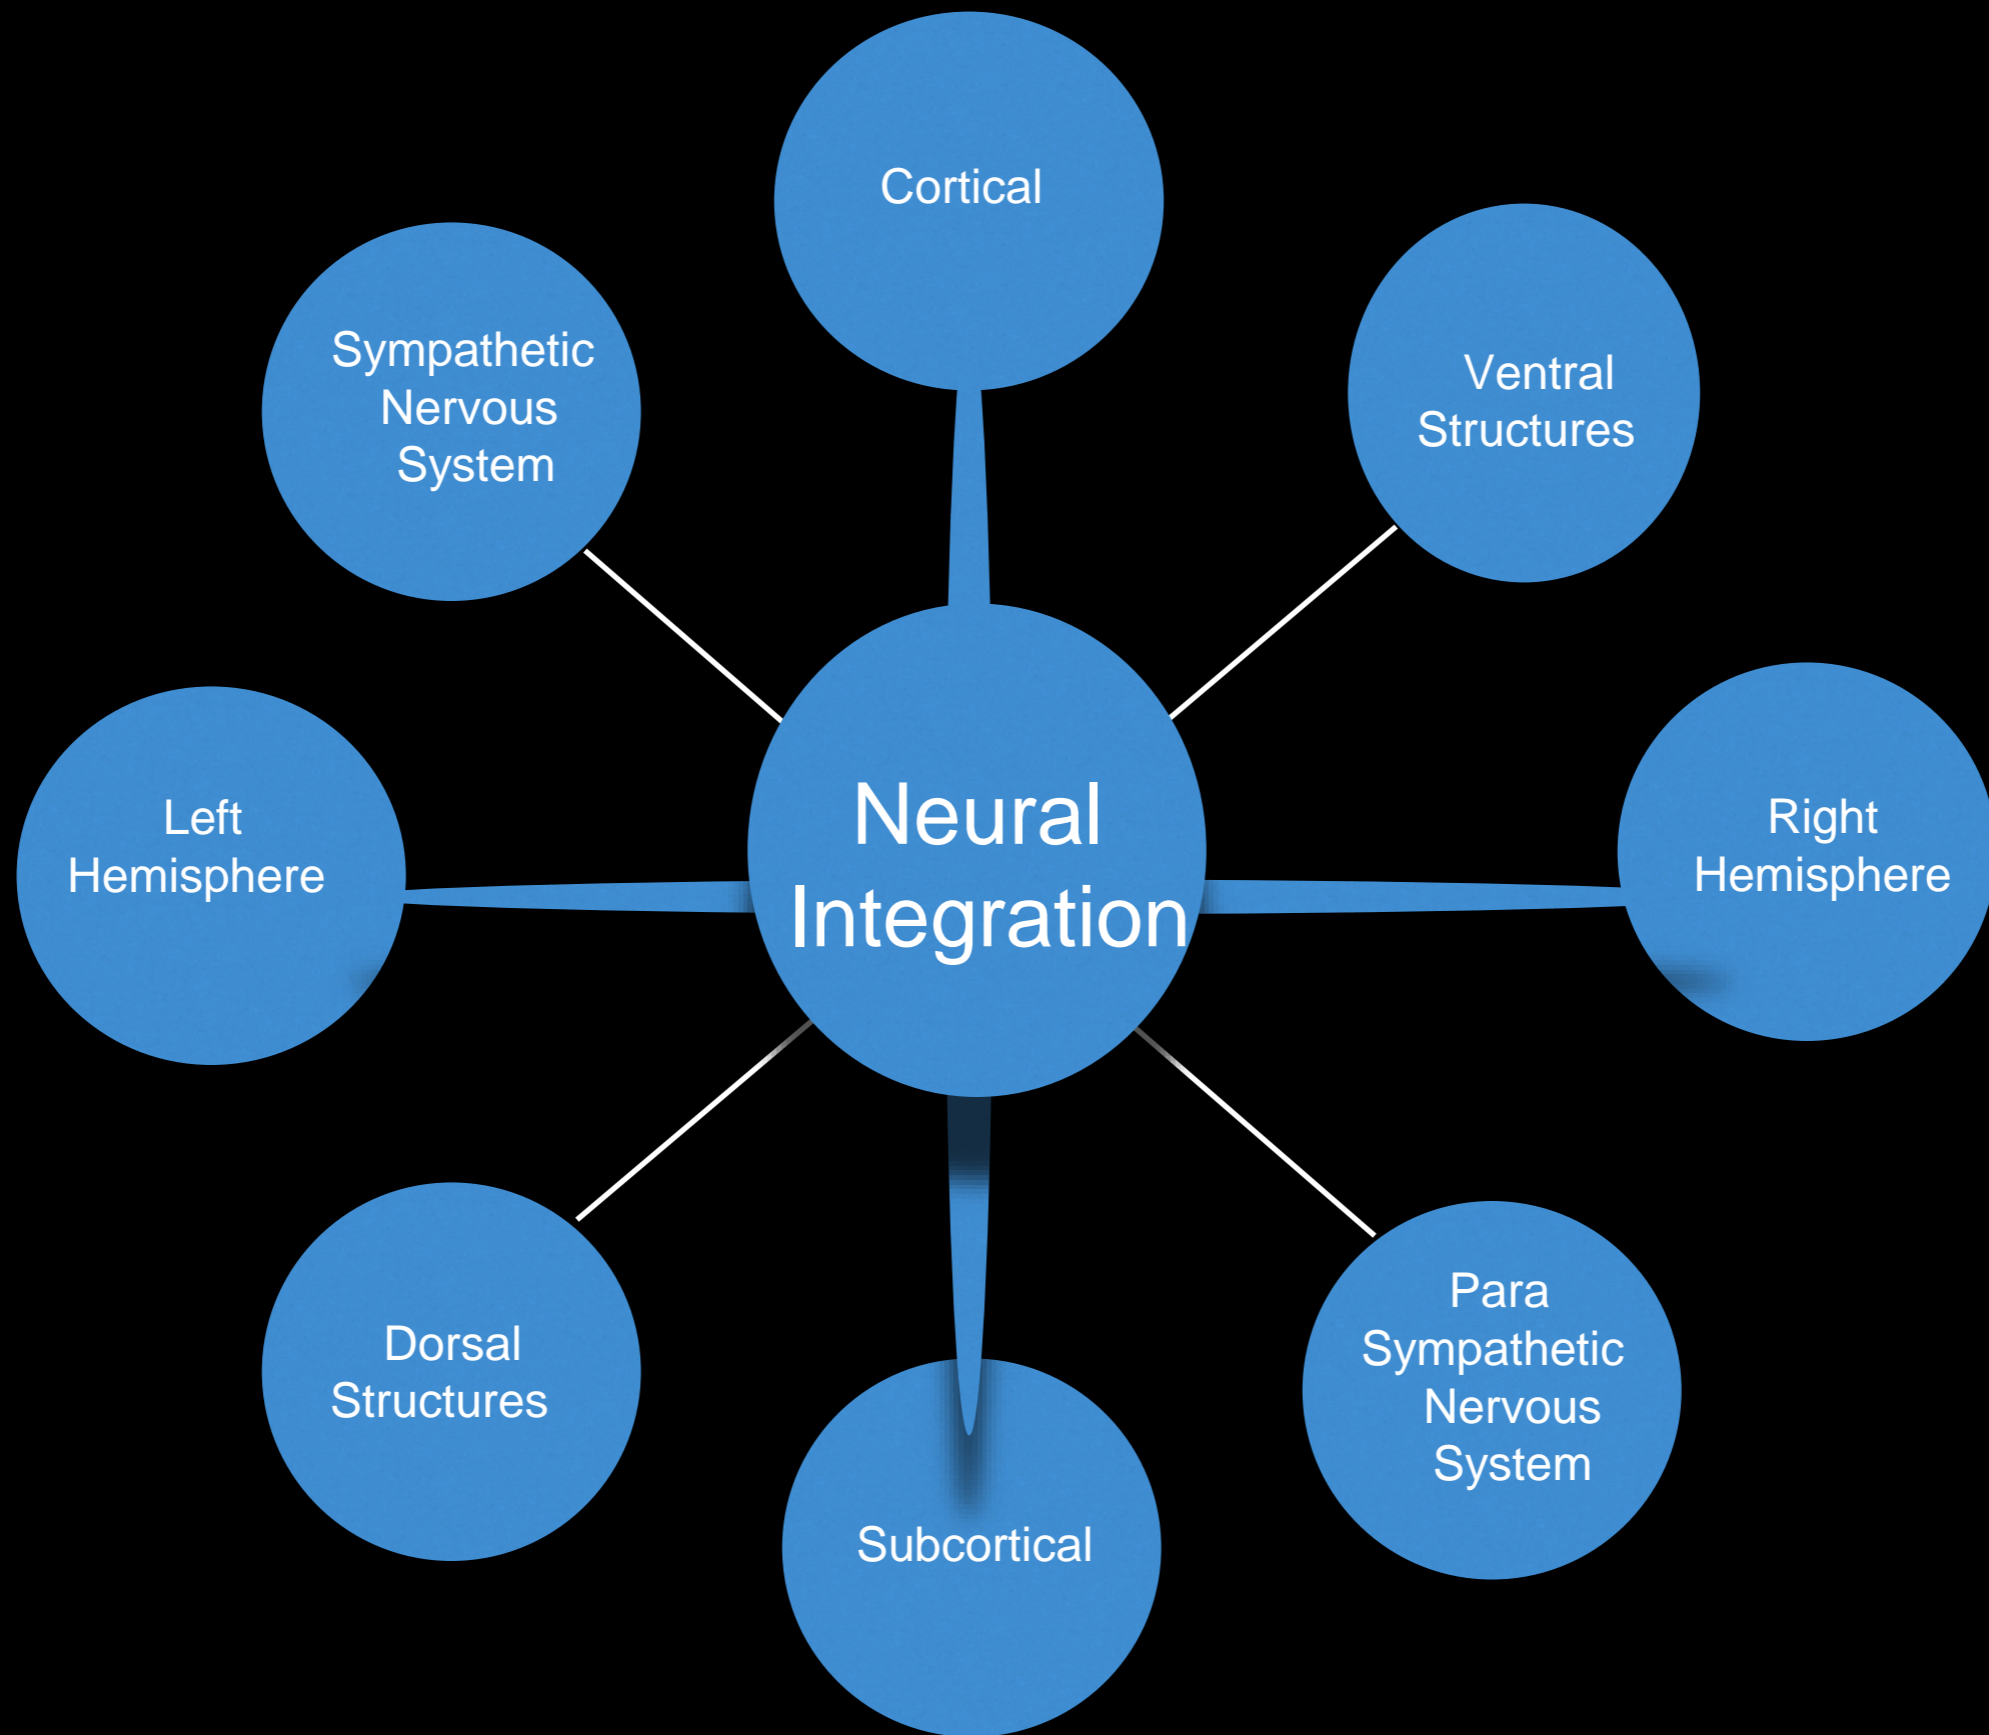 Cortical
Sympathetic
Nervous
System
Ventral
Structures
Left
Hemisphere
Neural
Integration
Right
Hemisphere
Dorsal
Structures
Para
Sympathetic
Nervous
System
Subcortical